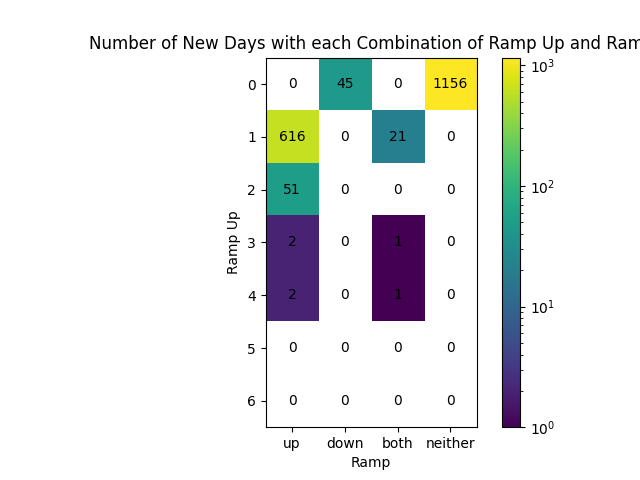 Number of New Days with each Combination of Ramp Up and Ram
0 0 45 0 1156
1 616 0 21 0
2 51 0 0 0
3 2 0 1 0
4 2 0 1 0
5 0 0 0 0
6 0 0 0 0
up down both neither
Ramp
Ramp Up
10³
10²
10¹
10⁰